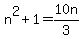 n² + 1 = 10n/3